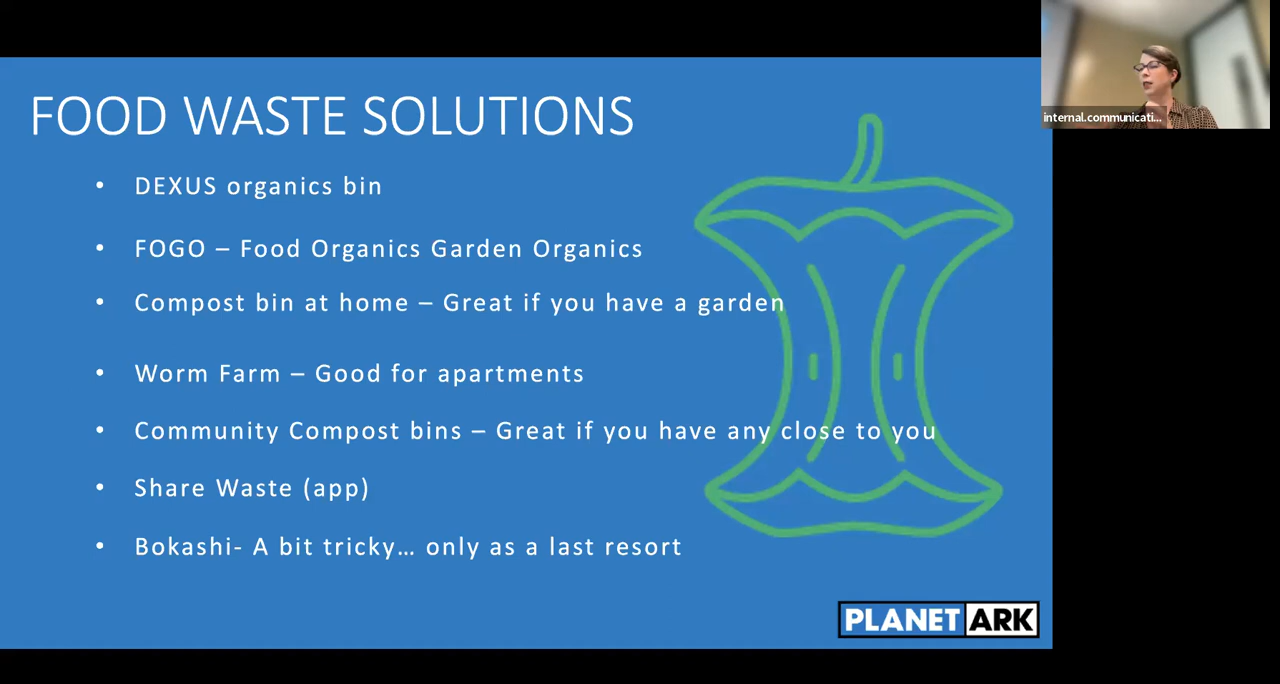 FOOD WASTE SOLUTIONS
• DEXUS organics bin
• FOGO – Food Organics Garden Organics
• Compost bin at home – Great if you have a garden
• Worm Farm – Good for apartments
• Community Compost bins – Great if you have any close to you
• Share Waste (app)
• Bokashi- A bit tricky… only as a last resort
PLANET ARK
internal.communicati...